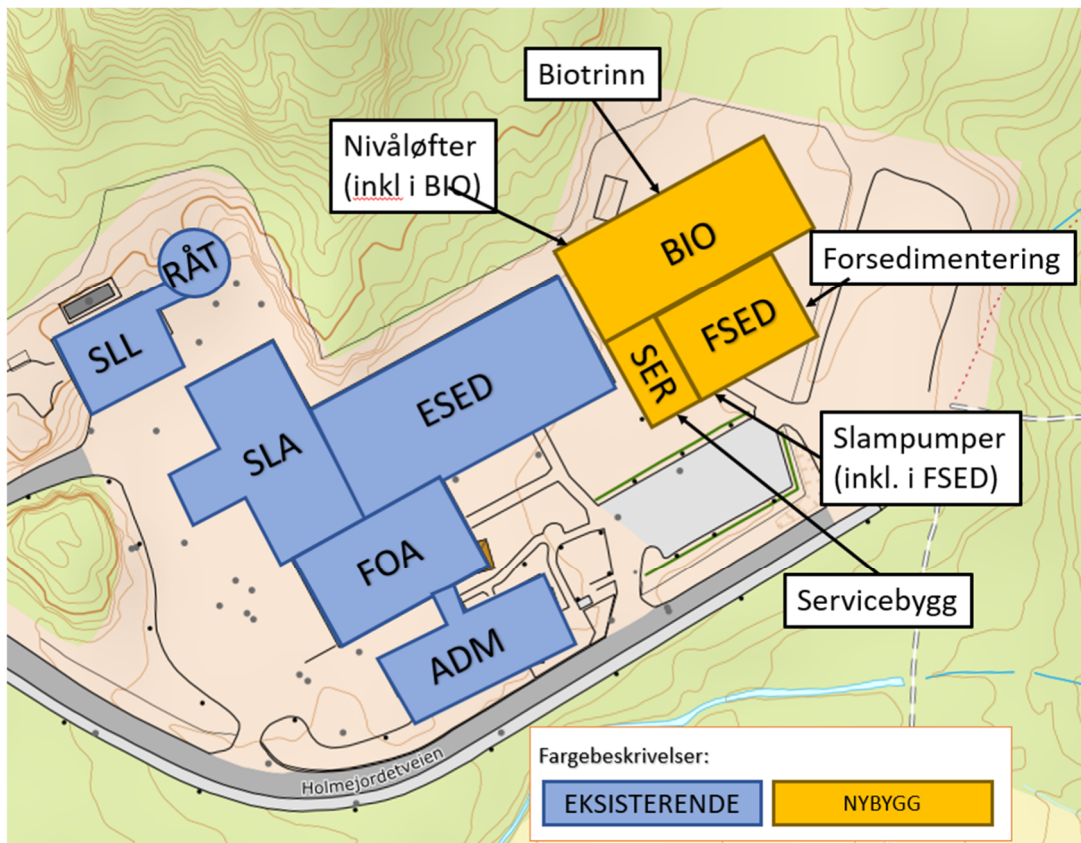 Biotrinn
Nivåløfter
(inkl i BIO)
BIO
RÅT
Forsedimentering
SLL
FSED
SER
ESED
SLA
Slampumper
(inkl. i FSED)
FOA
Servicebygg
ADM
Holmejordetveien
Fargebeskrivelser:
EKSISTERENDE
NYBYGG